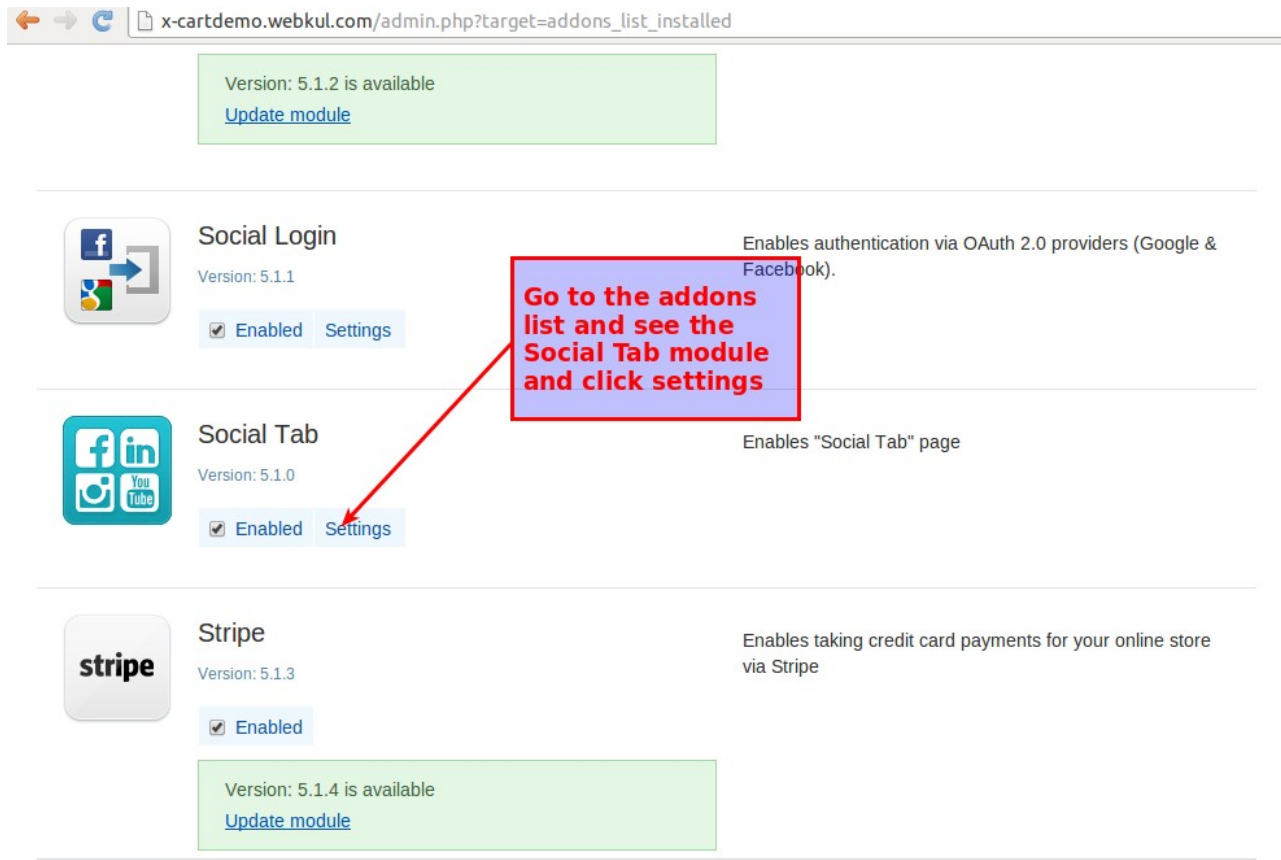 x-cartdemo.webkul.com/admin.php?target=addons_list_installed
Version: 5.1.2 is available
Update module
Social Login
Version: 5.1.1
Enabled Settings
Enables authentication via OAuth 2.0 providers (Google &
Facebook).
Go to the addons
list and see the
Social Tab module
and click settings
Social Tab
Version: 5.1.0
Enabled Settings
Enables "Social Tab" page
f in
You
Tube
Stripe
Version: 5.1.3
Enabled
Enables taking credit card payments for your online store
via Stripe
stripe
Version: 5.1.4 is available
Update module